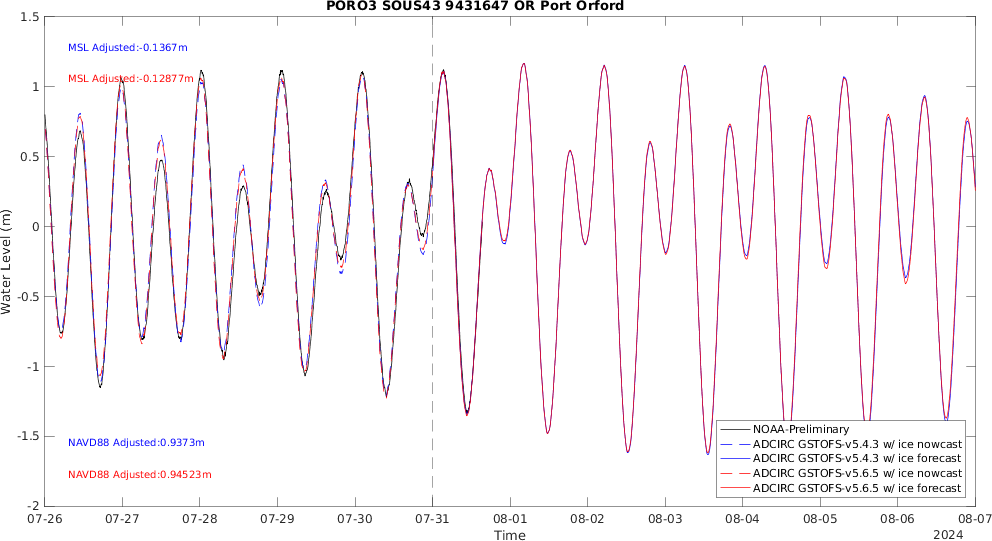 PORO3 SOUS43 9431647 OR Port Orford
MSL Adjusted:-0.1367m
MSL Adjusted:-0.12877m
NAVD88 Adjusted:0.9373m
NAVD88 Adjusted:0.94523m
Water Level (m)
1.5
1
0.5
0
-0.5
-1
-1.5
-2
NOAA-Preliminary
ADCIRC GSTOFS-v5.4.3 w/ ice nowcast
ADCIRC GSTOFS-v5.4.3 w/ ice forecast
ADCIRC GSTOFS-v5.6.5 w/ ice nowcast
ADCIRC GSTOFS-v5.6.5 w/ ice forecast
07-26 07-27 07-28 07-29 07-30 07-31 08-01 08-02 08-03 08-04 08-05 08-06 08-07
Time
2024